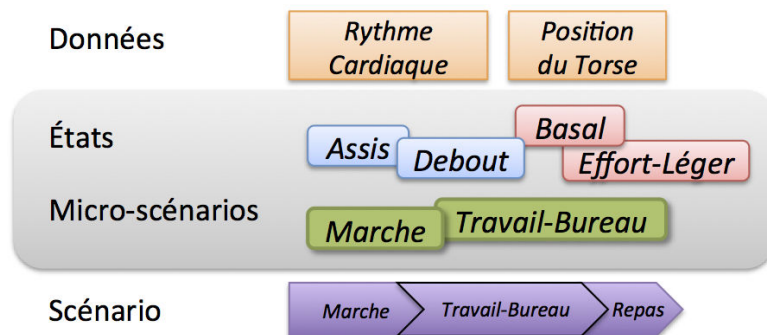 Données
Rythme
Cardiaque
Position
du Torse
États
Assis
Debout
Basal
Effort-Léger
Micro-scénarios
Marche
Travail-Bureau
Scénario
Marche
Travail-Bureau
Repas